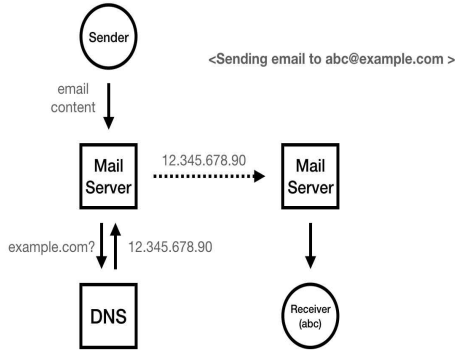 Sender
<Sending email to abc@example.com >
email
content
Mail
Server
12.345.678.90
Mail
Server
example.com?
12.345.678.90
DNS
Receiver
(abc)